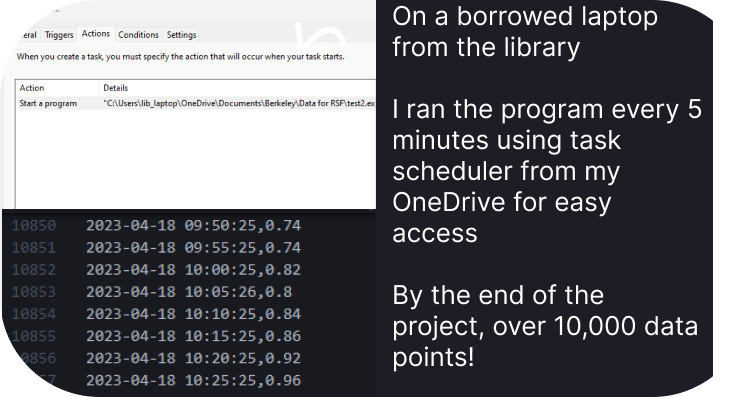 eral Triggers Actions Conditions Settings
When you create a task, you must specify the action that will occur when your task starts.
Action Details
Start a program "C:\Users\lib_laptop\OneDrive\Documents\Berkeley\Data for RSF\test2.ex
10850 2023-04-18 09:50:25,0.74
10851 2023-04-18 09:55:25,0.74
10852 2023-04-18 10:00:25,0.82
10853 2023-04-18 10:05:26,0.8
10854 2023-04-18 10:10:25,0.84
10855 2023-04-18 10:15:25,0.86
0856 2023-04-18 10:20:25,0.92
57 2023-04-18 10:25:25,0.96
On a borrowed laptop
from the library
I ran the program every 5
minutes using task
scheduler from my
OneDrive for easy
access
By the end of the
project, over 10,000 data
points!